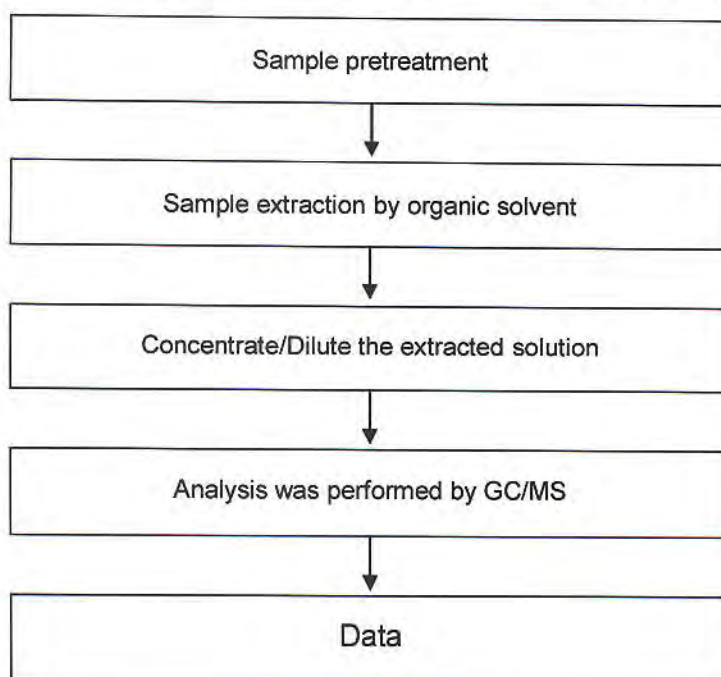 Sample pretreatment
Sample extraction by organic solvent
Concentrate/Dilute the extracted solution
Analysis was performed by GC/MS
Data